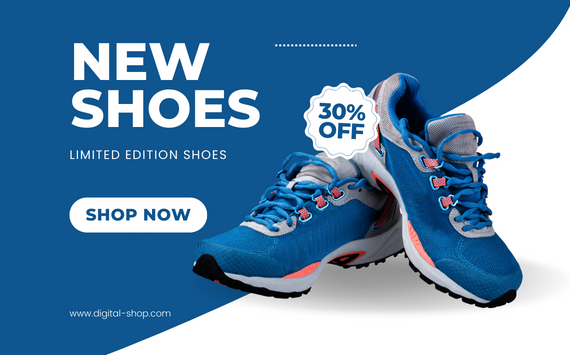 NEW
SHOES
LIMITED EDITION SHOES
30%
OFF
SHOP NOW
www.digital-shop.com